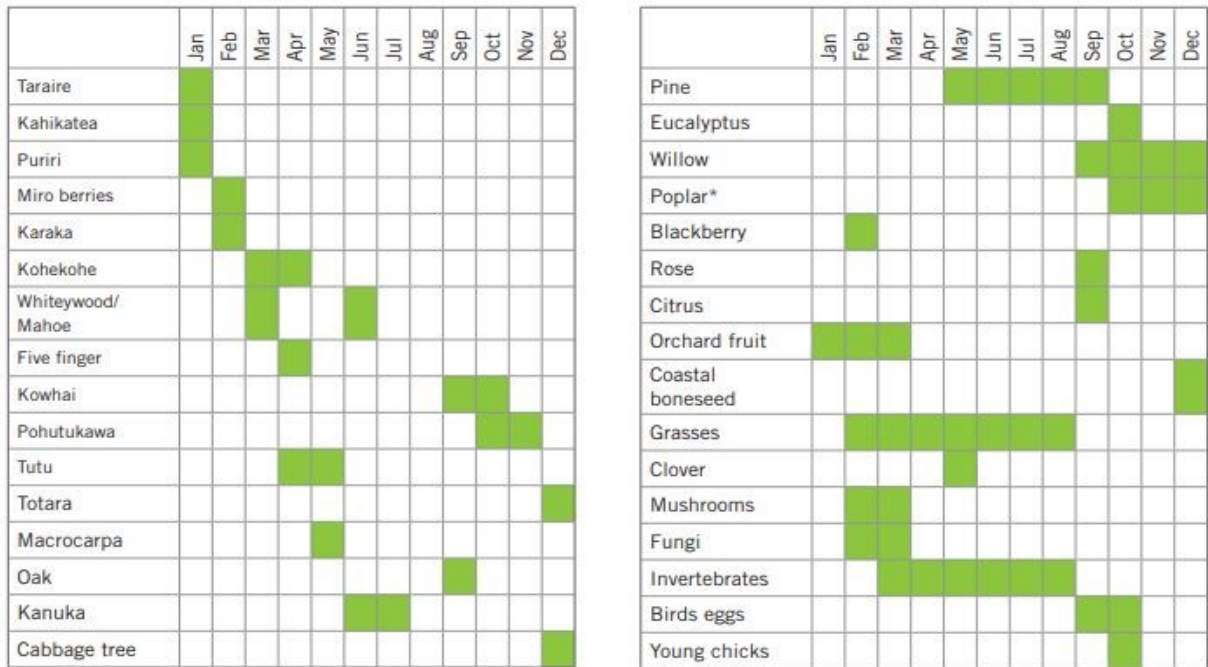 Jan Feb Mar Apr May Jun Jul Aug Sep Oct Nov Dec
Taraire
Kahikatea
Puriri
Miro berries
Karaka
Kohekohe
Whiteywood/
Mahoe
Five finger
Kowhai
Pohutukawa
Tutu
Totara
Macrocarpa
Oak
Kanuka
Cabbage tree
Jan Feb Mar Apr May Jun Jul Aug Sep Oct Nov Dec
Pine
Eucalyptus
Willow
Poplar*
Blackberry
Rose
Citrus
Orchard fruit
Coastal
boneseed
Grasses
Clover
Mushrooms
Fungi
Invertebrates
Birds eggs
Young chicks